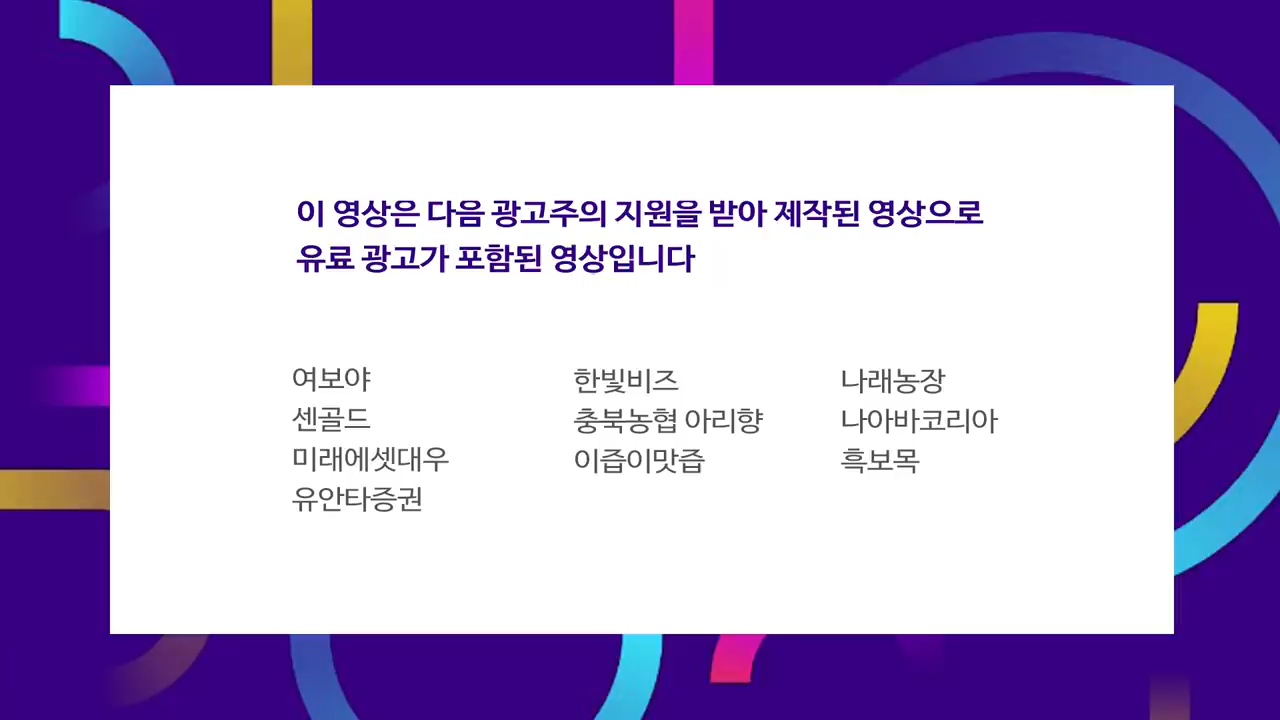 이 영상은 다음 광고주의 지원을 받아 제작된 영상으로
유료 광고가 포함된 영상입니다
여보야
센골드
미래에셋대우
유안타증권
한빛비즈
충북농협 아리향
이즙이맛즙
나래농장
나아바코리아
흑보목